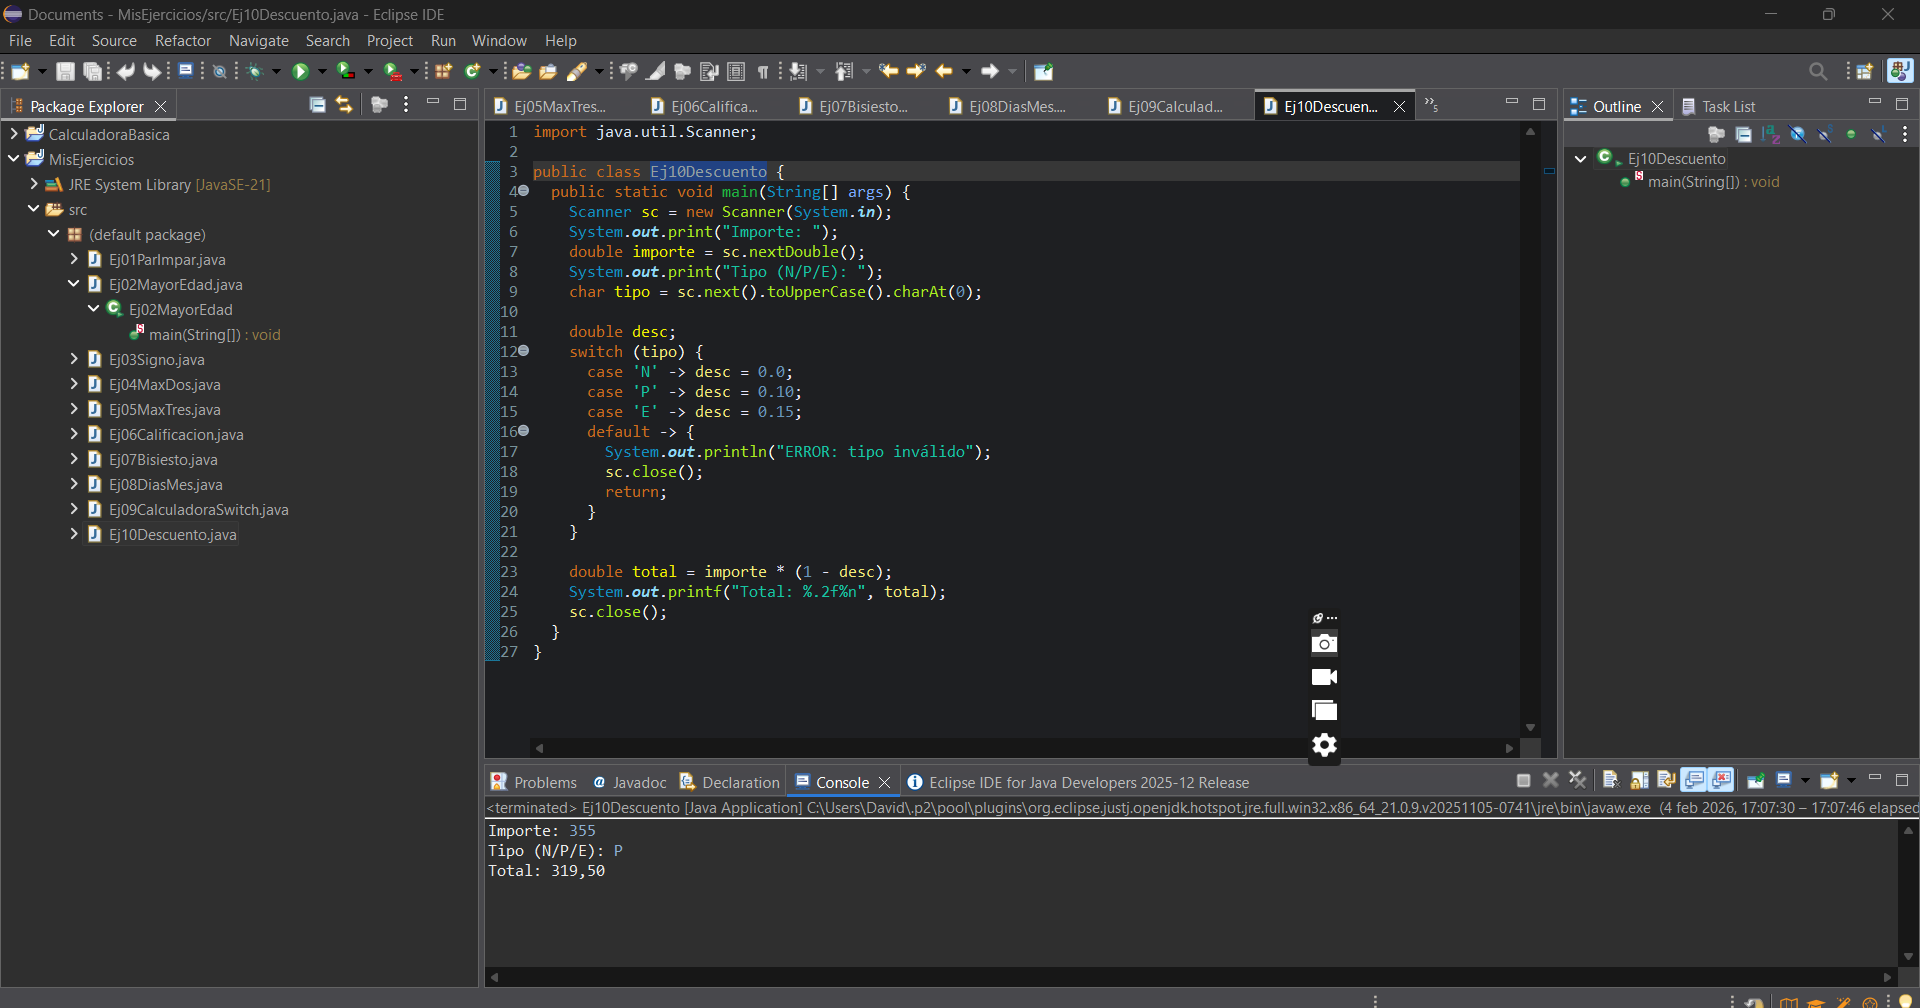 Documents - MisEjercicios/src/Ej10Descuento.java - Eclipse IDE
File Edit Source Refactor Navigate Search Project Run Window Help
Package Explorer
CalculadoraBasica
MisEjercicios
JRE System Library [JavaSE-21]
src
(default package)
Ej01ParImpar.java
Ej02MayorEdad.java
Ej02MayorEdad
main(String[]) : void
Ej03Signo.java
Ej04MaxDos.java
Ej05MaxTres.java
Ej06Calificacion.java
Ej07Bisiesto.java
Ej08DiasMes.java
Ej09CalculadoraSwitch.java
Ej10Descuento.java
Ej05MaxTres... Ej06Califica... Ej07Bisiesto... Ej08DiasMes.... Ej09Calculad... Ej10Descuen... »5
1 import java.util.Scanner;
2
3 public class Ej10Descuento {
4 public static void main(String[] args) {
5 Scanner sc = new Scanner(System.in);
6 System.out.print("Importe: ");
7 double importe = sc.nextDouble();
8 System.out.print("Tipo (N/P/E): ");
9 char tipo = sc.next().toUpperCase().charAt(0);
10
11 double desc;
12 switch (tipo) {
13 case 'N' -> desc = 0.0;
14 case 'P' -> desc = 0.10;
15 case 'E' -> desc = 0.15;
16 default -> {
17 System.out.println("ERROR: tipo inválido");
18 sc.close();
19 return;
20 }
21 }
22
23 double total = importe * (1 - desc);
24 System.out.printf("Total: %.2f%n", total);
25 sc.close();
26 }
27 }
Outline Task List
Ej10Descuento
main(String[]) : void
Problems Javadoc Declaration Console Eclipse IDE for Java Developers 2025-12 Release
<terminated> Ej10Descuento [Java Application] C:\Users\David\.p2\pool\plugins\org.eclipse.justj.openjdk.hotspot.jre.full.win32.x86_64_21.0.9.v20251105-0741\jre\bin\javaw.exe (4 feb 2026, 17:07:30 – 17:07:46 elapsed
Importe: 355
Tipo (N/P/E): P
Total: 319,50